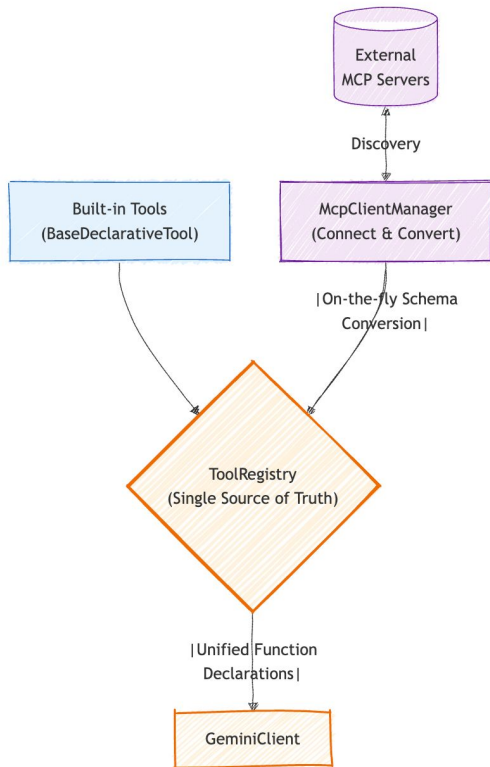 External
MCP Servers
Discovery
Built-in Tools
(BaseDeclarativeTool)
McpClientManager
(Connect & Convert)
|On-the-fly Schema
Conversion|
ToolRegistry
(Single Source of Truth)
|Unified Function
Declarations|
GeminiClient